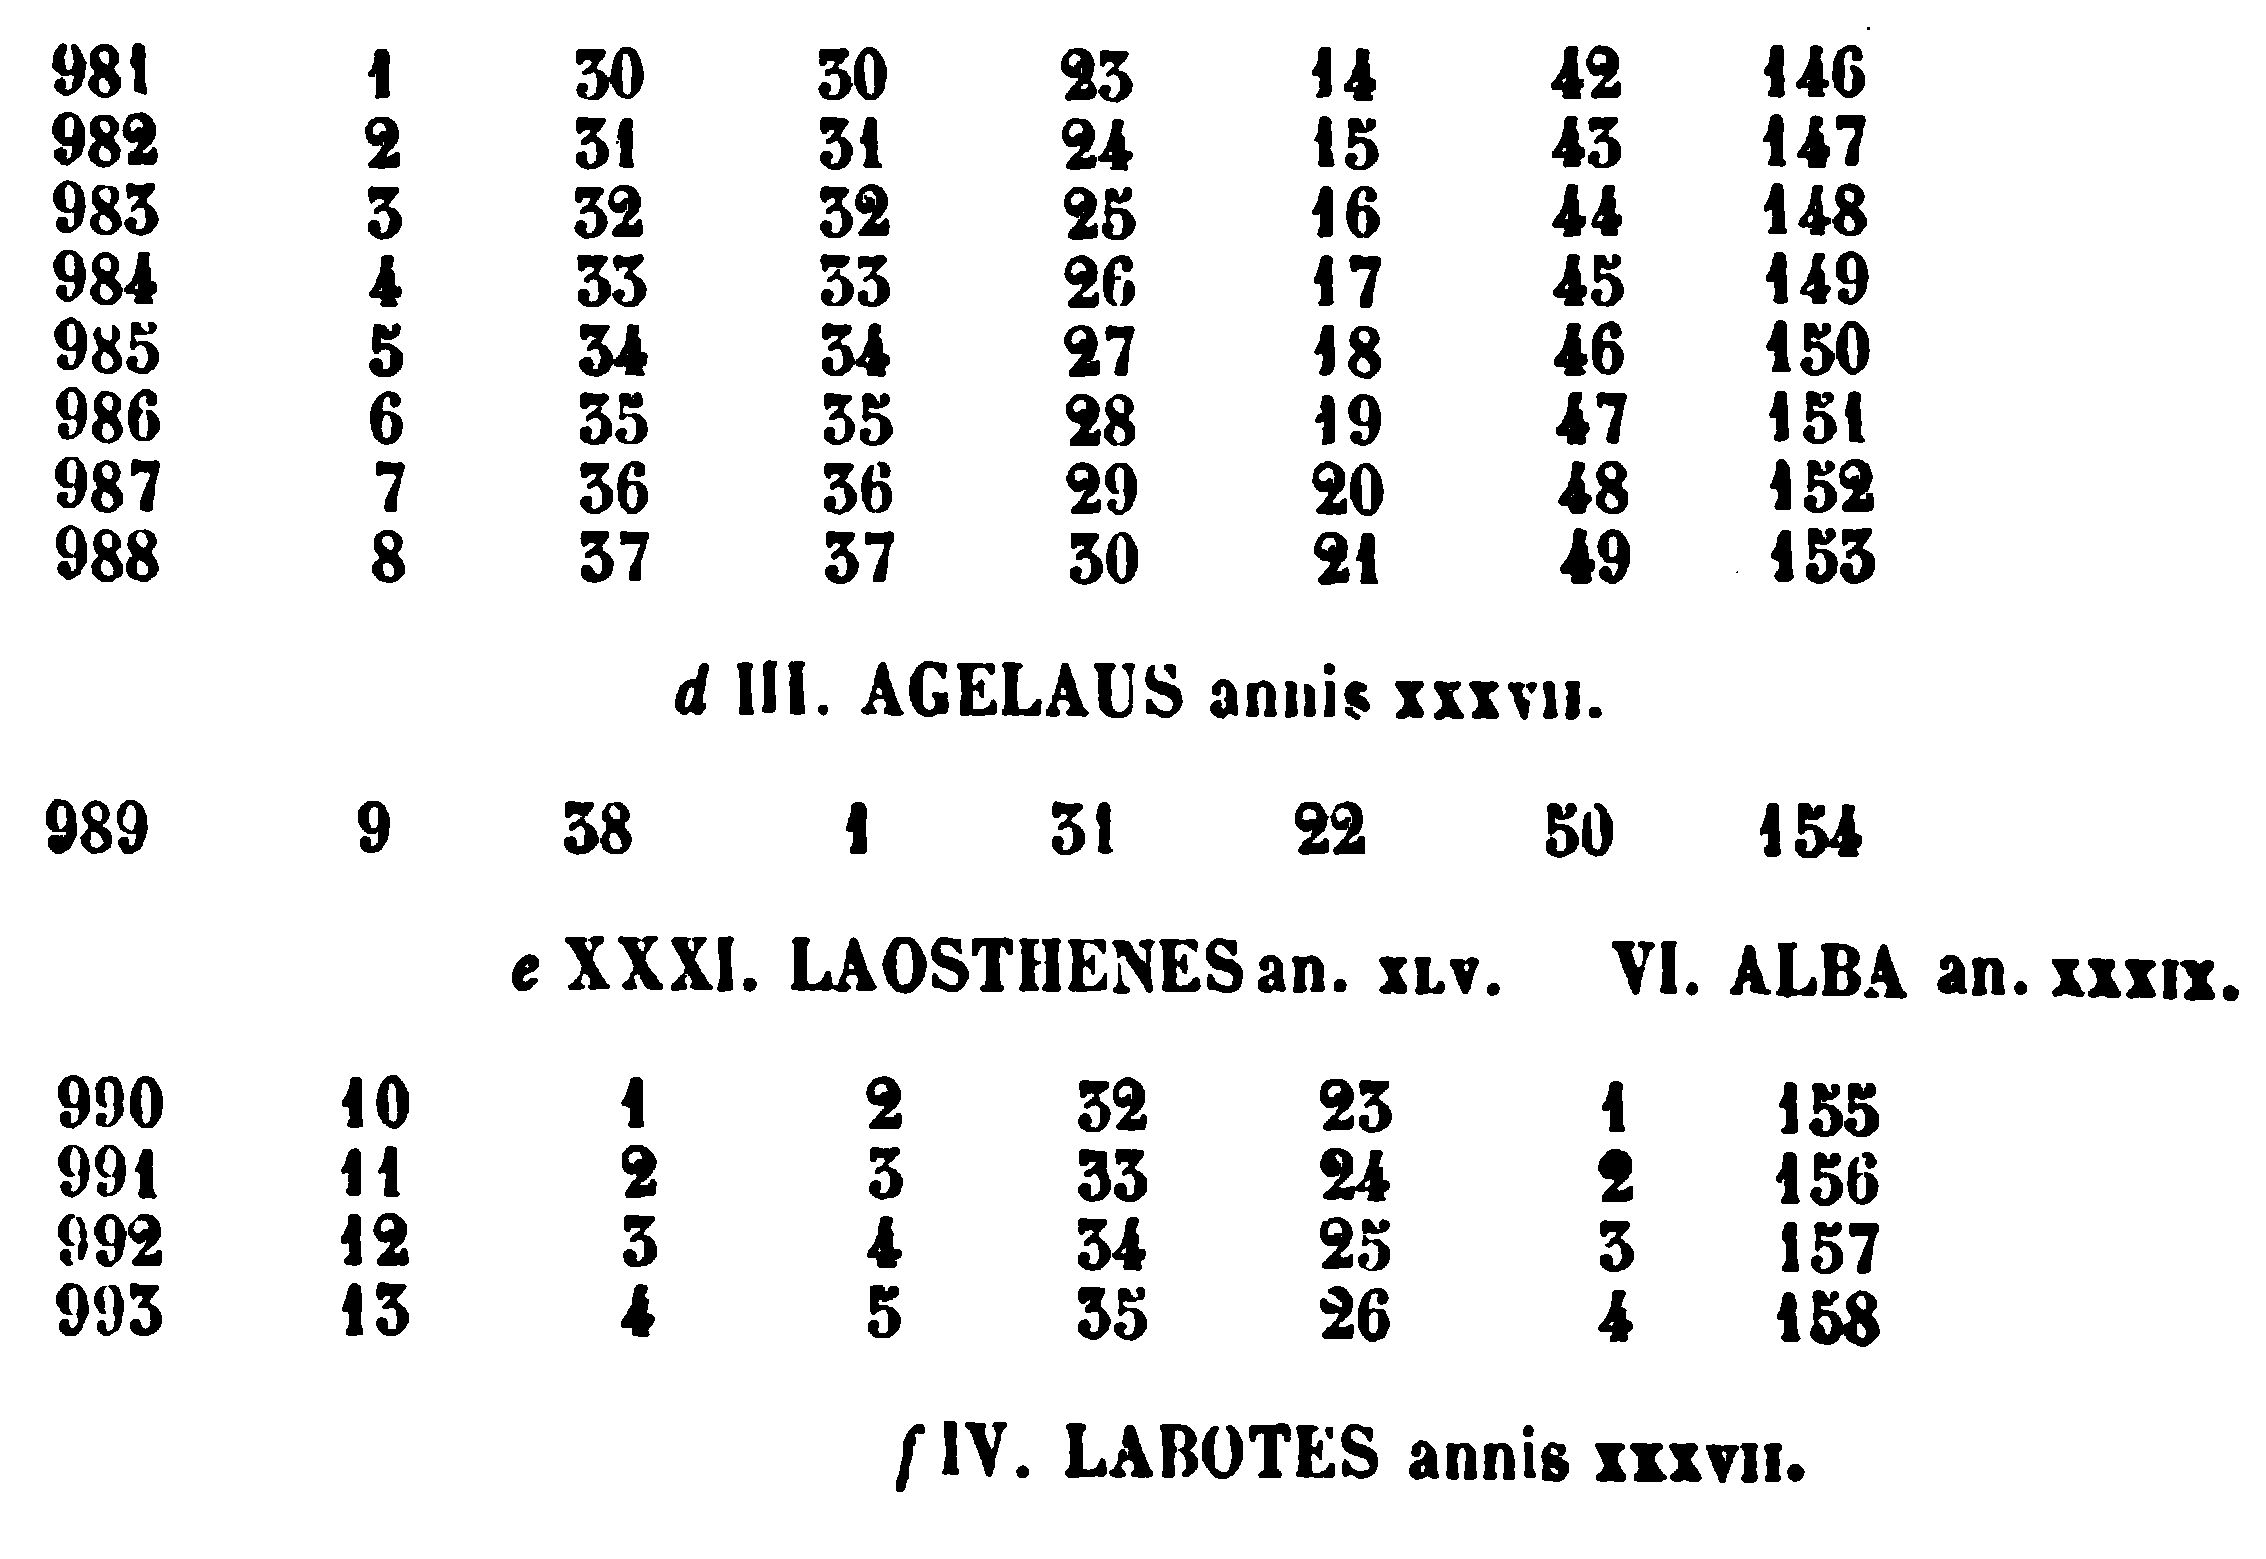 981 1 30 30 23 14 42 146
982 2 31 31 24 15 43 147
983 3 32 32 25 16 44 148
984 4 33 33 26 17 45 149
985 5 34 34 27 18 46 150
986 6 35 35 28 19 47 151
987 7 36 36 29 20 48 152
988 8 37 37 30 21 49 153
d III. AGELAUS annis xxxvii.
989 9 38 1 31 22 50 154
e XXXI. LAOSTHENES an. xlv. VI. ALBA an. xxxix.
990 10 1 2 32 23 1 155
991 11 2 3 33 24 2 156
992 12 3 4 34 25 3 157
993 13 4 5 35 26 4 158
f IV. LABOTES annis xxxvii.